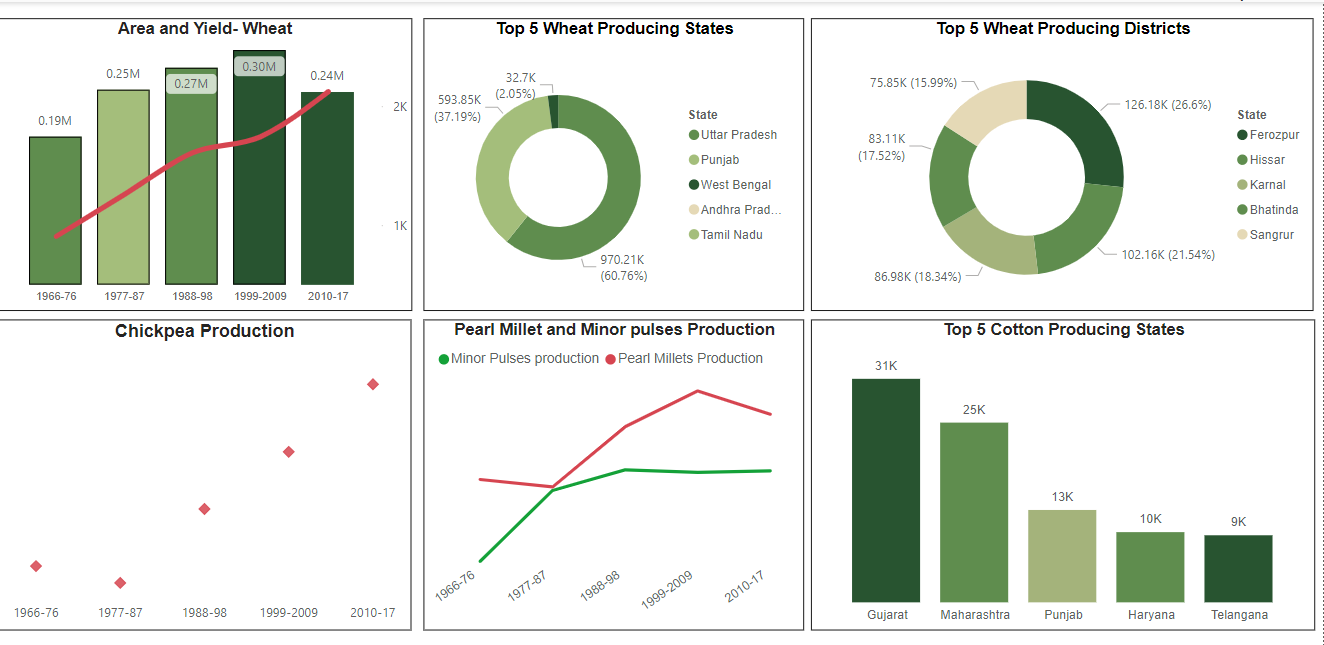 Area and Yield- Wheat
0.19M
0.25M
0.27M
0.30M
0.24M
2K
1K
1966-76
1977-87
1988-98
1999-2009
2010-17
Top 5 Wheat Producing States
32.7K
(2.05%)
593.85K
(37.19%)
970.21K
(60.76%)
State
Uttar Pradesh
Punjab
West Bengal
Andhra Prad...
Tamil Nadu
Top 5 Wheat Producing Districts
75.85K (15.99%)
126.18K (26.6%)
83.11K
(17.52%)
86.98K (18.34%)
102.16K (21.54%)
State
Ferozpur
Hissar
Karnal
Bhatinda
Sangrur
Chickpea Production
1966-76
1977-87
1988-98
1999-2009
2010-17
Pearl Millet and Minor pulses Production
Minor Pulses production
Pearl Millets Production
1966-76
1977-87
1988-98
1999-2009
2010-17
Top 5 Cotton Producing States
31K
25K
13K
10K
9K
Gujarat
Maharashtra
Punjab
Haryana
Telangana